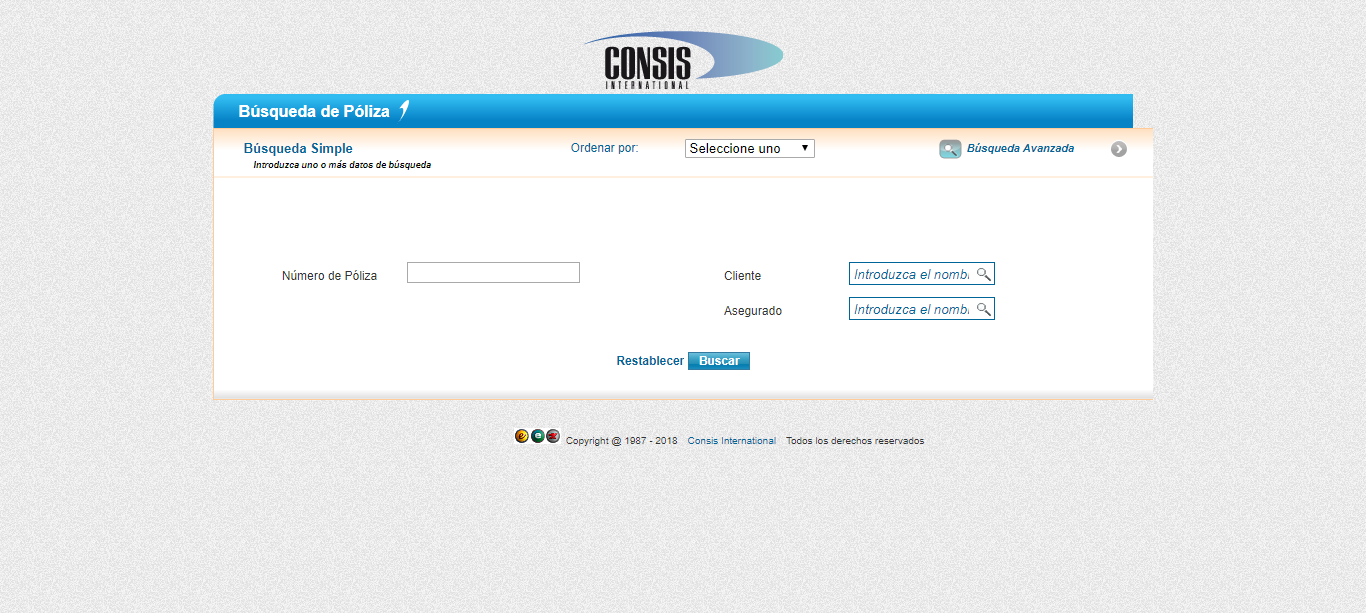 CONSIS
INTERNATIONAL
Búsqueda de Póliza
Búsqueda Simple
Introduzca uno o más datos de búsqueda
Ordenar por:
Seleccione uno
Búsqueda Avanzada
Número de Póliza
Cliente
Introduzca el nomb
Asegurado
Introduzca el nomb
Restablecer
Buscar
Copyright @ 1987 - 2018 Consis International Todos los derechos reservados